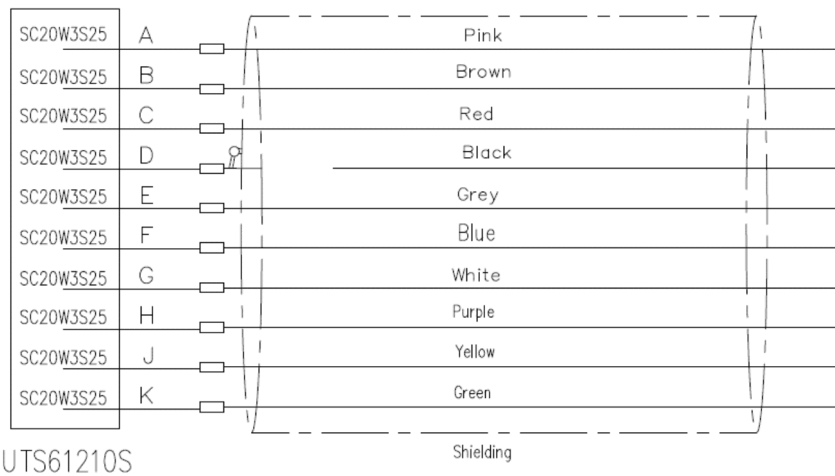 SC20W3S25 A Pink
SC20W3S25 B Brown
SC20W3S25 C Red
SC20W3S25 D Black
SC20W3S25 E Grey
SC20W3S25 F Blue
SC20W3S25 G White
SC20W3S25 H Purple
SC20W3S25 J Yellow
SC20W3S25 K Green
UTS61210S Shielding